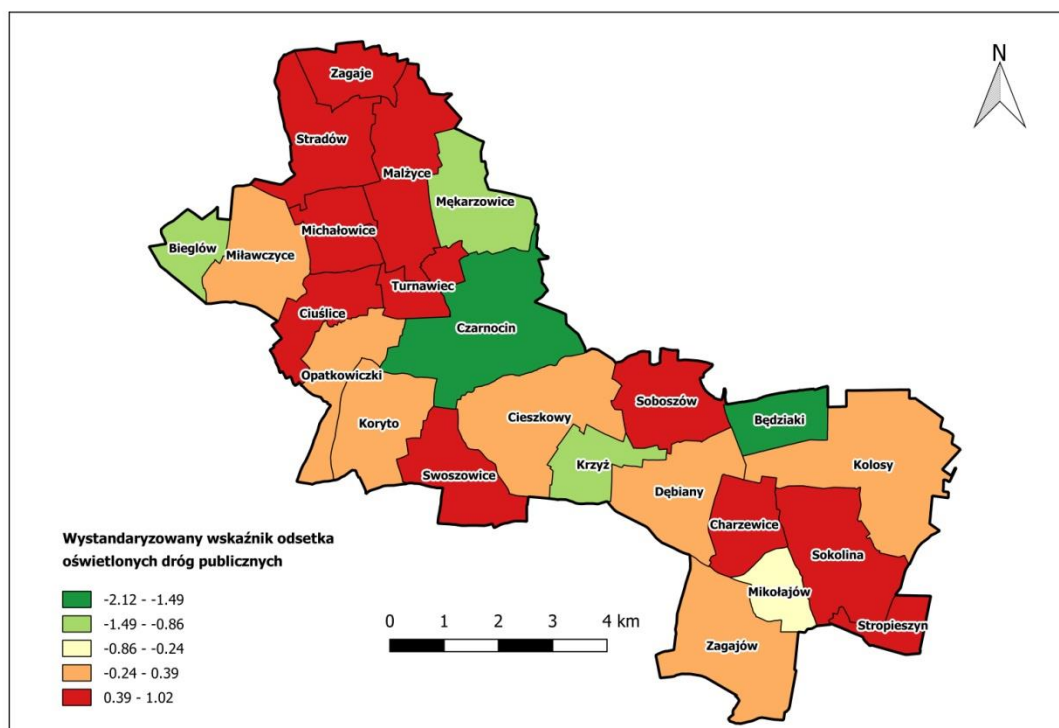 N
Zagaje
Stradów
Malżyce
Mękarzowice
Michałowice
Bieglów
Miławczyce
Turnawiec
Ciuślice
Czarnocin
Opatkowiczki
Soboszów
Cieszkowy
Będziaki
Koryto
Krzyż
Kolosy
Swoszowice
Dębiany
Charzewice
Sokolina
Mikołajów
Stropieszyn
Zagajów
Wystandaryzowany wskaźnik odsetka
oświetlonych dróg publicznych
-2.12 - -1.49
-1.49 - -0.86
-0.86 - -0.24
-0.24 - 0.39
0.39 - 1.02
0 1 2 3 4 km